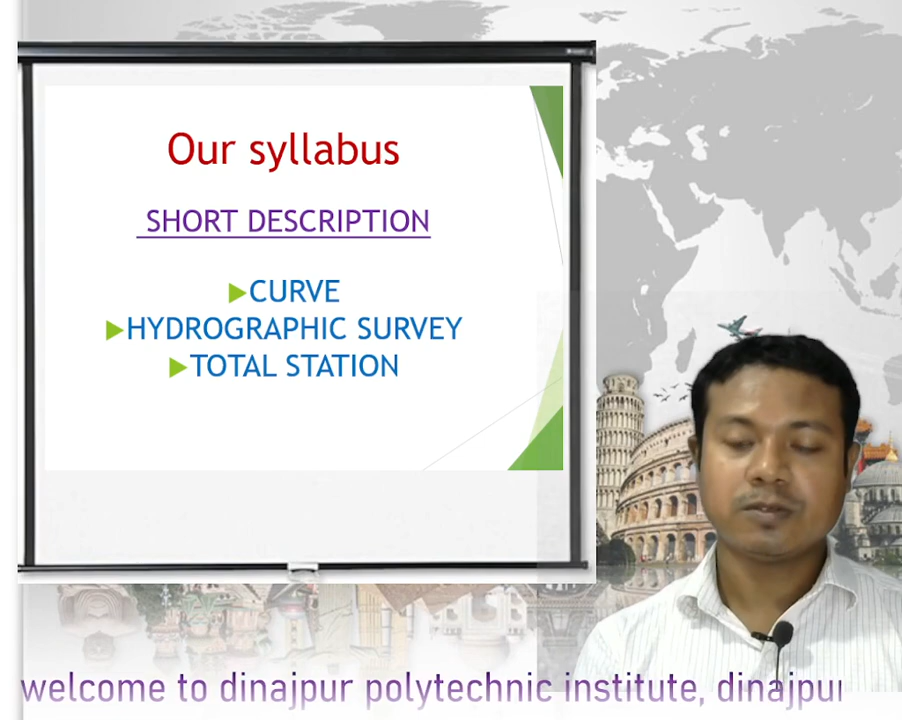 Our syllabus
SHORT DESCRIPTION
CURVE
HYDROGRAPHIC SURVEY
TOTAL STATION
welcome to dinajpur polytechnic institute, dinajpur